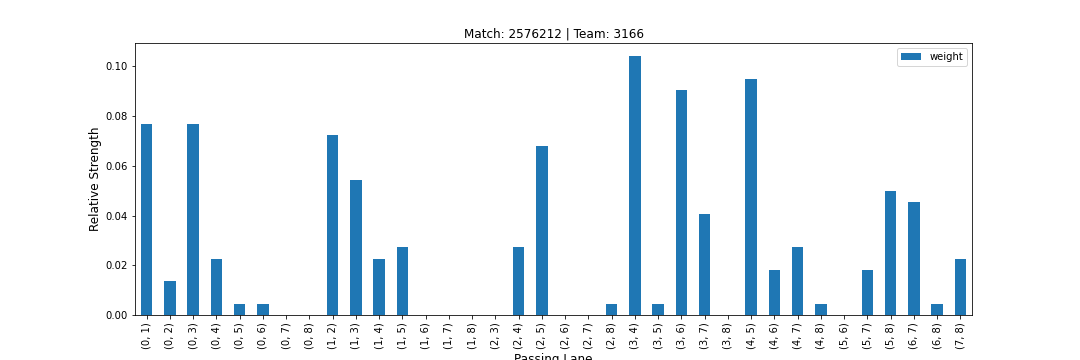 Match: 2576212 | Team: 3166
weight
Relative Strength
0.10
0.08
0.06
0.04
0.02
0.00
(0, 1) (0, 2) (0, 3) (0, 4) (0, 5) (0, 6) (0, 7) (0, 8) (1, 2) (1, 3) (1, 4) (1, 5) (1, 6) (1, 7) (1, 8) (2, 3) (2, 4) (2, 5) (2, 6) (2, 7) (2, 8) (3, 4) (3, 5) (3, 6) (3, 7) (3, 8) (4, 5) (4, 6) (4, 7) (4, 8) (5, 6) (5, 7) (5, 8) (6, 7) (6, 8) (7, 8)
Passing Lane